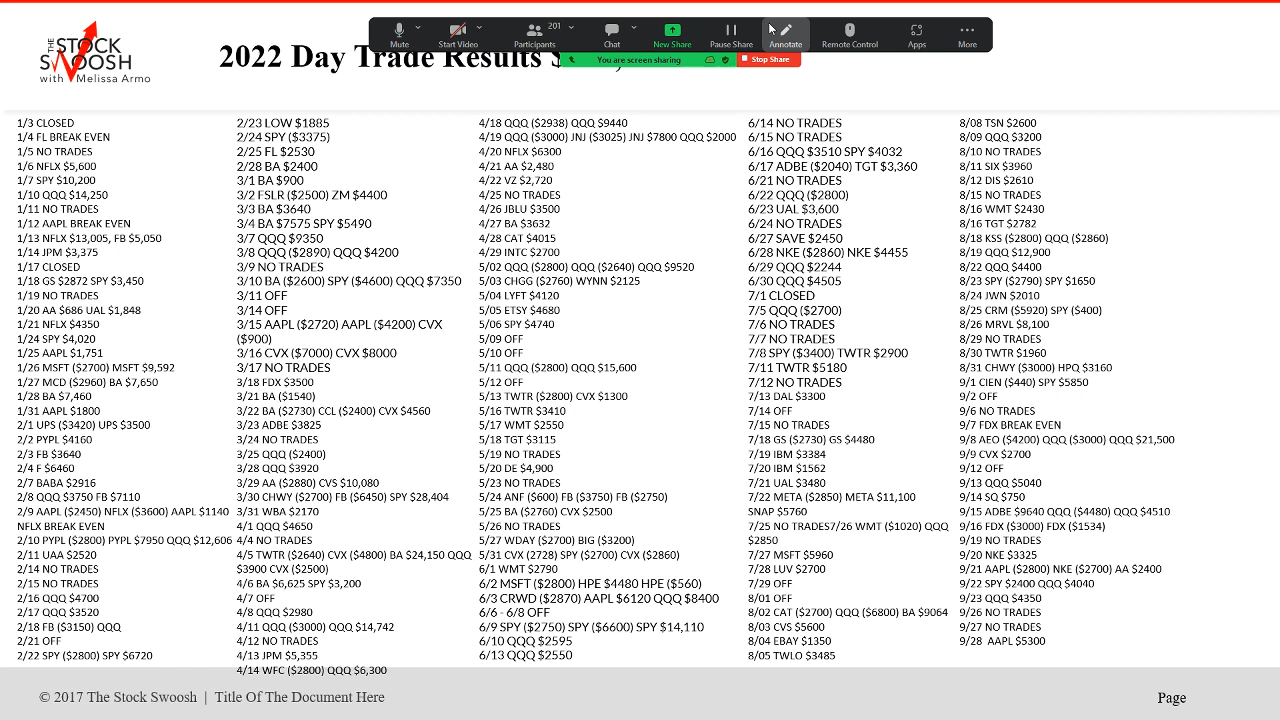 THE
STOCK
SWOOSH
with Melissa Armo
2022 Day Trade Results
Mute
Start Video
201
Participants
Chat
New Share
Pause Share
Annotate
Remote Control
Apps
More
You are screen sharing
Stop Share
1/3 CLOSED
1/4 FL BREAK EVEN
1/5 NO TRADES
1/6 NFLX $5,600
1/7 SPY $10,200
1/10 QQQ $14,250
1/11 NO TRADES
1/12 AAPL BREAK EVEN
1/13 NFLX $13,005, FB $5,050
1/14 JPM $3,375
1/17 CLOSED
1/18 GS $2872 SPY $3,450
1/19 NO TRADES
1/20 AA $686 UAL $1,848
1/21 NFLX $4350
1/24 SPY $4,020
1/25 AAPL $1,751
1/26 MSFT ($2700) MSFT $9,592
1/27 MCD ($2960) BA $7,650
1/28 BA $7,460
1/31 AAPL $1800
2/1 UPS ($3420) UPS $3500
2/2 PYPL $4160
2/3 FB $3640
2/4 F $6460
2/7 BABA $2916
2/8 QQQ $3750 FB $7110
2/9 AAPL ($2450) NFLX ($3600) AAPL $1140
NFLX BREAK EVEN
2/10 PYPL ($2800) PYPL $7950 QQQ $12,606
2/11 UAA $2520
2/14 NO TRADES
2/15 NO TRADES
2/16 QQQ $4700
2/17 QQQ $3520
2/18 FB ($3150) QQQ
2/21 OFF
2/22 SPY ($2800) SPY $6720
2/23 LOW $1885
2/24 SPY ($3375)
2/25 FL $2530
2/28 BA $2400
3/1 BA $900
3/2 FSLR ($2500) ZM $4400
3/3 BA $3640
3/4 BA $7575 SPY $5490
3/7 QQQ $9350
3/8 QQQ ($2890) QQQ $4200
3/9 NO TRADES
3/10 BA ($2600) SPY ($4600) QQQ $7350
3/11 OFF
3/14 OFF
3/15 AAPL ($2720) AAPL ($4200) CVX
($900)
3/16 CVX ($7000) CVX $8000
3/17 NO TRADES
3/18 FDX $3500
3/21 BA ($1540)
3/22 BA ($2730) CCL ($2400) CVX $4560
3/23 ADBE $3825
3/24 NO TRADES
3/25 QQQ ($2400)
3/28 QQQ $3920
3/29 AA ($2880) CVS $10,080
3/30 CHWY ($2700) FB ($6450) SPY $28,404
3/31 WBA $2170
4/1 QQQ $4650
4/4 NO TRADES
4/5 TWTR ($2640) CVX ($4800) BA $24,150 QQQ
$3900 CVX ($2500)
4/6 BA $6,625 SPY $3,200
4/7 OFF
4/8 QQQ $2980
4/11 QQQ ($3000) QQQ $14,742
4/12 NO TRADES
4/13 JPM $5,355
4/14 WFC ($2800) QQQ $6,300
4/18 QQQ ($2938) QQQ $9440
4/19 QQQ ($3000) JNJ ($3025) JNJ $7800 QQQ $2000
4/20 NFLX $6300
4/21 AA $2,480
4/22 VZ $2,720
4/25 NO TRADES
4/26 JBLU $3500
4/27 BA $3632
4/28 CAT $4015
4/29 INTC $2700
5/02 QQQ ($2800) QQQ ($2640) QQQ $9520
5/03 CHGG ($2760) WYNN $2125
5/04 LYFT $4120
5/05 ETSY $4680
5/06 SPY $4740
5/09 OFF
5/10 OFF
5/11 QQQ ($2800) QQQ $15,600
5/12 OFF
5/13 TWTR ($2800) CVX $1300
5/16 TWTR $3410
5/17 WMT $2550
5/18 TGT $3115
5/19 NO TRADES
5/20 DE $4,900
5/23 NO TRADES
5/24 ANF ($600) FB ($3750) FB ($2750)
5/25 BA ($2760) CVX $2500
5/26 NO TRADES
5/27 WDAY ($2700) BIG ($3200)
5/31 CVX (2728) SPY ($2700) CVX ($2860)
6/1 WMT $2790
6/2 MSFT ($2800) HPE $4480 HPE ($560)
6/3 CRWD ($2870) AAPL $6120 QQQ $8400
6/6 - 6/8 OFF
6/9 SPY ($2750) SPY ($6600) SPY $14,110
6/10 QQQ $2595
6/13 QQQ $2550
6/14 NO TRADES
6/15 NO TRADES
6/16 QQQ $3510 SPY $4032
6/17 ADBE ($2040) TGT $3,360
6/21 NO TRADES
6/22 QQQ ($2800)
6/23 UAL $3,600
6/24 NO TRADES
6/27 SAVE $2450
6/28 NKE ($2860) NKE $4455
6/29 QQQ $2244
6/30 QQQ $4505
7/1 CLOSED
7/5 QQQ ($2700)
7/6 NO TRADES
7/7 NO TRADES
7/8 SPY ($3400) TWTR $2900
7/11 TWTR $5180
7/12 NO TRADES
7/13 DAL $3300
7/14 OFF
7/15 NO TRADES
7/18 GS ($2730) GS $4480
7/19 IBM $3384
7/20 IBM $1562
7/21 UAL $3480
7/22 META ($2850) META $11,100
SNAP $5760
7/25 NO TRADES7/26 WMT ($1020) QQQ
$2850
7/27 MSFT $5960
7/28 LUV $2700
7/29 OFF
8/01 OFF
8/02 CAT ($2700) QQQ ($6800) BA $9064
8/03 CVS $5600
8/04 EBAY $1350
8/05 TWLO $3485
8/08 TSN $2600
8/09 QQQ $3200
8/10 NO TRADES
8/11 SIX $3960
8/12 DIS $2610
8/15 NO TRADES
8/16 WMT $2430
8/16 TGT $2782
8/18 KSS ($2800) QQQ ($2860)
8/19 QQQ $12,900
8/22 QQQ $4400
8/23 SPY ($2790) SPY $1650
8/24 JWN $2010
8/25 CRM ($5920) SPY ($400)
8/26 MRVL $8,100
8/29 NO TRADES
8/30 TWTR $1960
8/31 CHWY ($3000) HPQ $3160
9/1 CIEN ($440) SPY $5850
9/2 OFF
9/6 NO TRADES
9/7 FDX BREAK EVEN
9/8 AEO ($4200) QQQ ($3000) QQQ $21,500
9/9 CVX $2700
9/12 OFF
9/13 QQQ $5040
9/14 SQ $750
9/15 ADBE $9640 QQQ ($4480) QQQ $4510
9/16 FDX ($3000) FDX ($1534)
9/19 NO TRADES
9/20 NKE $3325
9/21 AAPL ($2800) NKE ($2700) AA $2400
9/22 SPY $2400 QQQ $4040
9/23 QQQ $4350
9/26 NO TRADES
9/27 NO TRADES
9/28 AAPL $5300
© 2017 The Stock Swoosh | Title Of The Document Here
Page